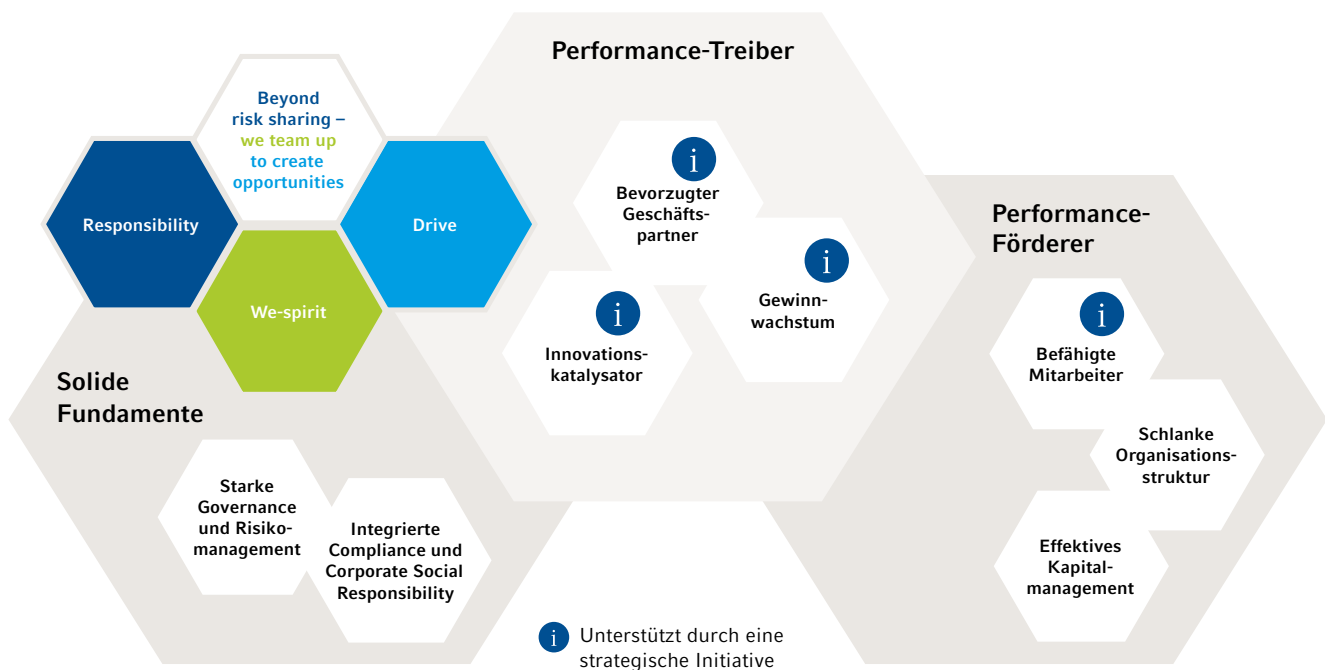 Performance-Treiber
Beyond
risk sharing –
we team up
to create
opportunities
Responsibility
Drive
We-spirit
i
Bevorzugter
Geschäfts-
partner
i
Gewinn-
wachstum
i
Innovations-
katalysator
Performance-
Förderer
i
Befähigte
Mitarbeiter
Schlanke
Organisations-
struktur
Effektives
Kapital-
management
Solide
Fundamente
Starke
Governance
und Risiko-
management
Integrierte
Compliance und
Corporate Social
Responsibility
i Unterstützt durch eine
strategische Initiative